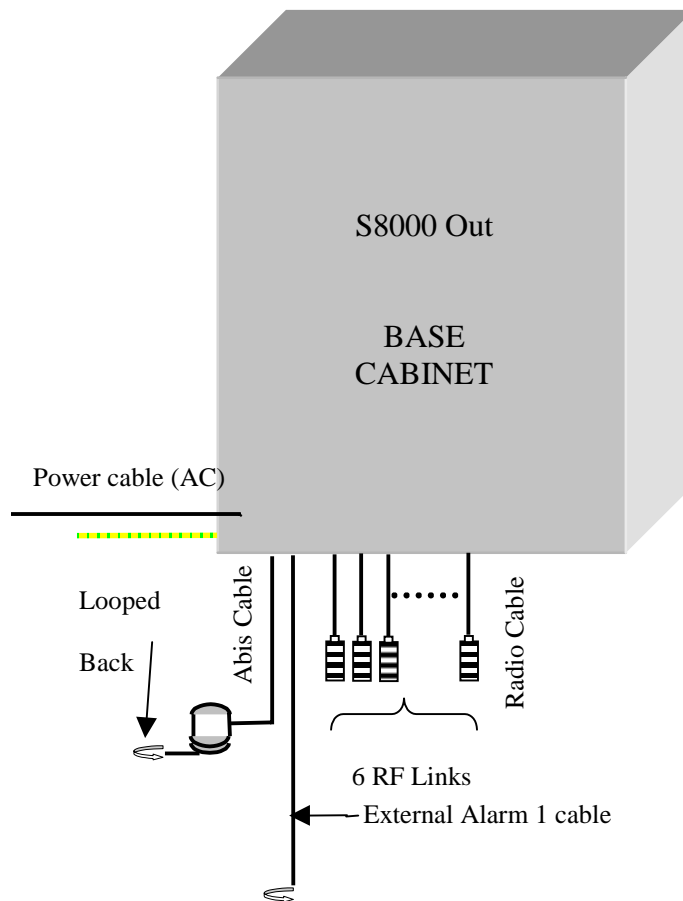 S8000 Out
BASE
CABINET
Power cable (AC)
Looped
Back
Abis Cable
Radio Cable
6 RF Links
External Alarm 1 cable